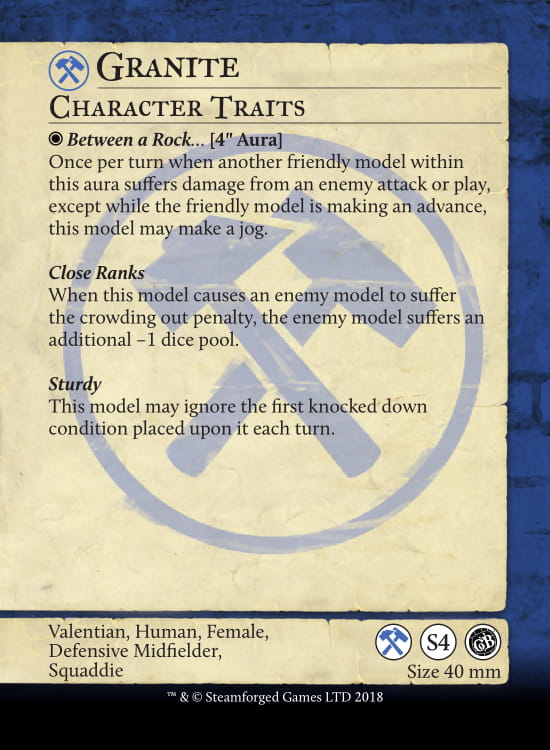 GRANITE
CHARACTER TRAITS
Between a Rock... [4" Aura]
Once per turn when another friendly model within
this aura suffers damage from an enemy attack or play,
except while the friendly model is making an advance,
this model may make a jog.
Close Ranks
When this model causes an enemy model to suffer
the crowding out penalty, the enemy model suffers an
additional −1 dice pool.
Sturdy
This model may ignore the first knocked down
condition placed upon it each turn.
Valentian, Human, Female,
Defensive Midfielder,
Squaddie
S4
GB
Size 40 mm
™ & © Steamforged Games LTD 2018